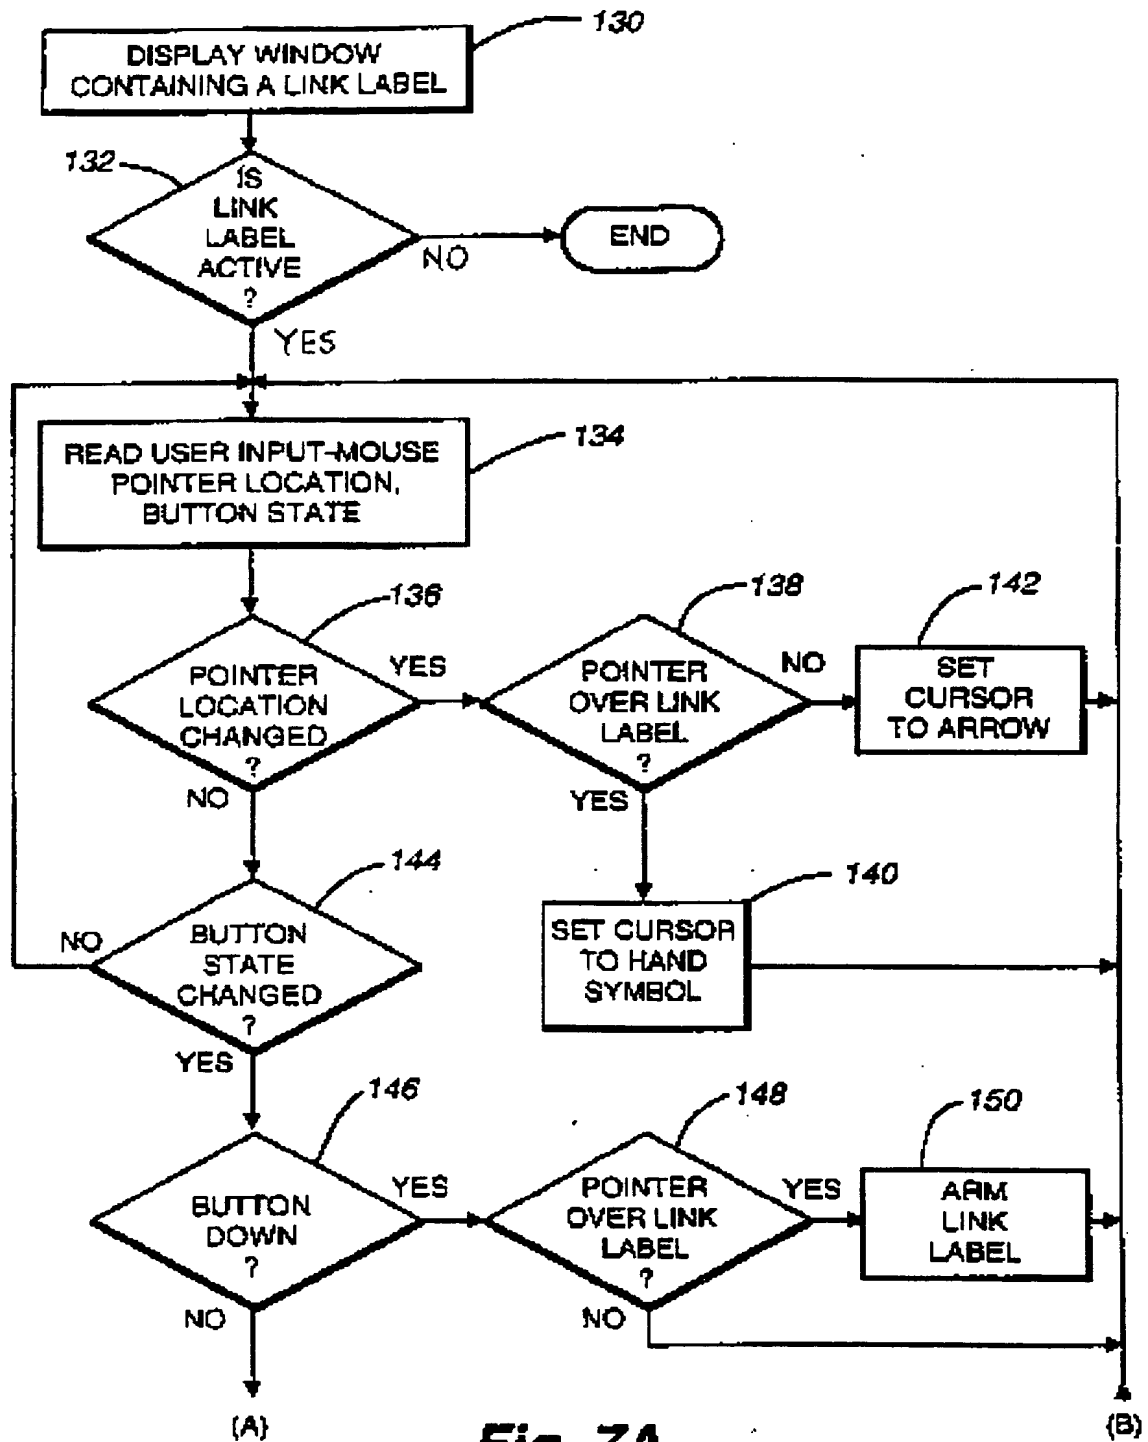 130
DISPLAY WINDOW
CONTAINING A LINK LABEL
132
IS
LINK
LABEL
ACTIVE
?
NO
END
YES
READ USER INPUT-MOUSE
POINTER LOCATION,
BUTTON STATE
134
136
POINTER
LOCATION
CHANGED
?
YES
NO
138
POINTER
OVER LINK
LABEL
?
NO
YES
142
SET
CURSOR
TO ARROW
144
BUTTON
STATE
CHANGED
?
NO
YES
140
SET CURSOR
TO HAND
SYMBOL
146
BUTTON
DOWN
?
YES
NO
148
POINTER
OVER LINK
LABEL
?
YES
NO
150
ARM
LINK
LABEL
(A)
Fig. 7A
(B)